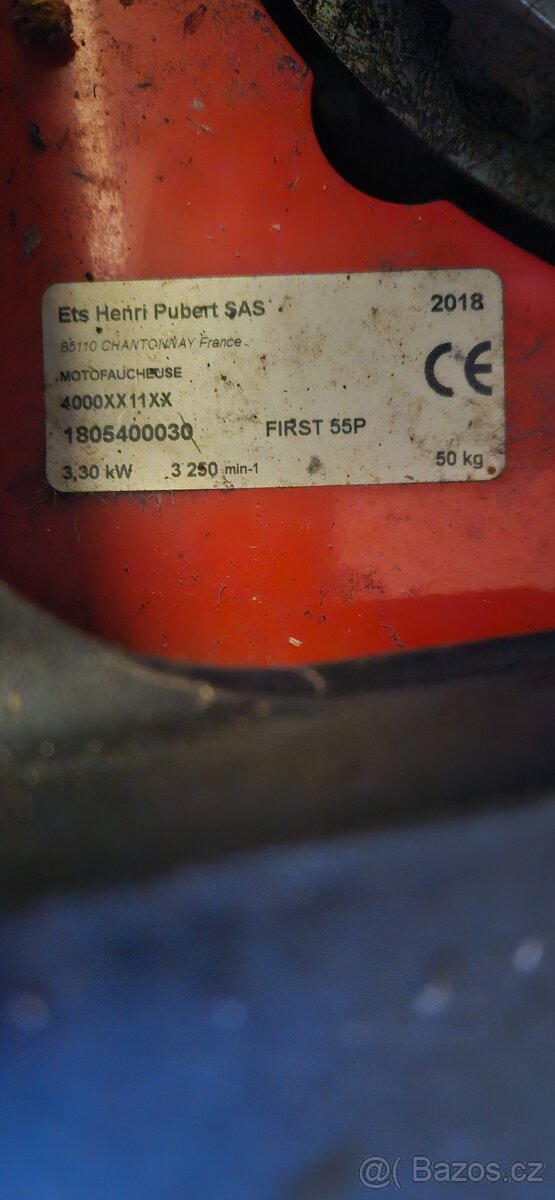 Ets Henri Pubert SAS 2018
85110 CHANTONNAY France
CE
MOTOFAUCHEUSE
4000XX11XX
1805400030 FIRST 55P
3,30 kW 3 250 min-1 50 kg
@( Bazos.cz